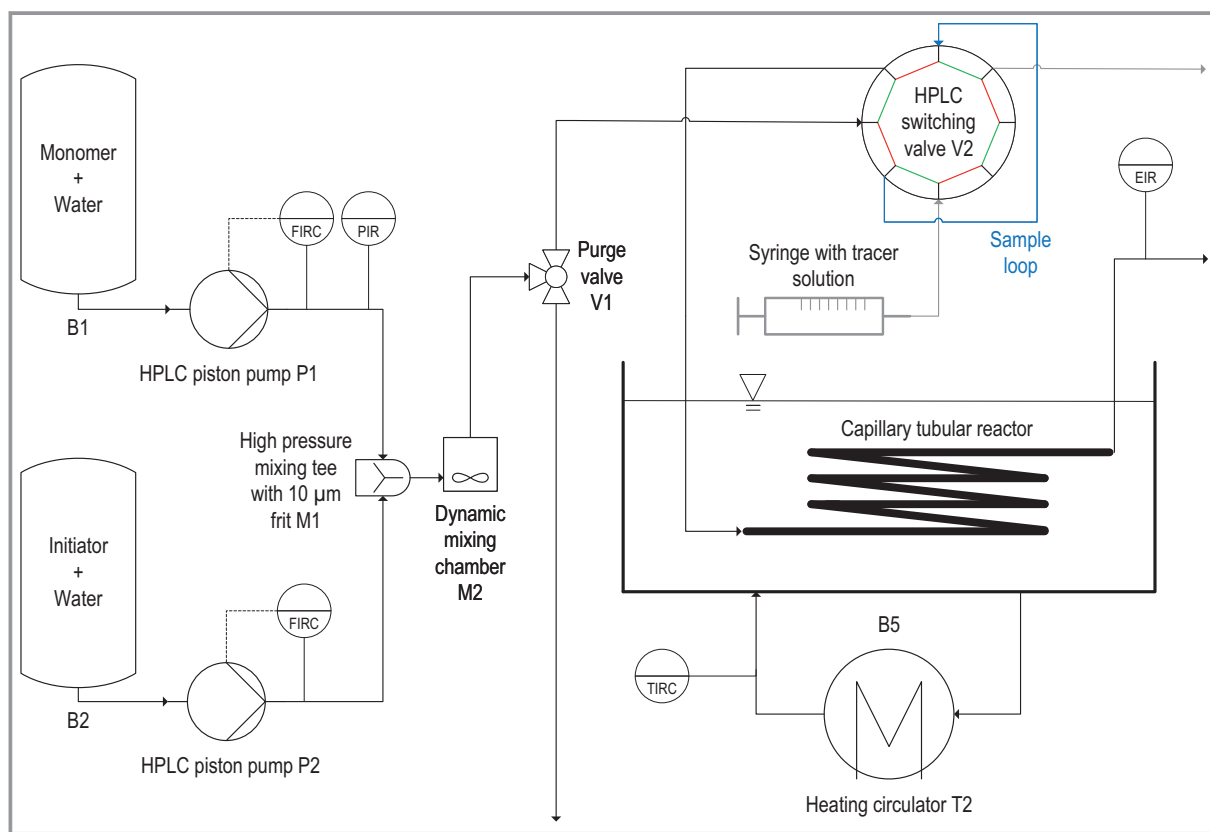 Monomer
+
Water
B1
FIRC
PIR
HPLC piston pump P1
High pressure
mixing tee
with 10 µm
frit M1
Initiator
+
Water
B2
FIRC
HPLC piston pump P2
Dynamic
mixing
chamber
M2
Purge
valve
V1
HPLC
switching
valve V2
Sample
loop
Syringe with tracer
solution
EIR
Capillary tubular reactor
B5
TIRC
Heating circulator T2